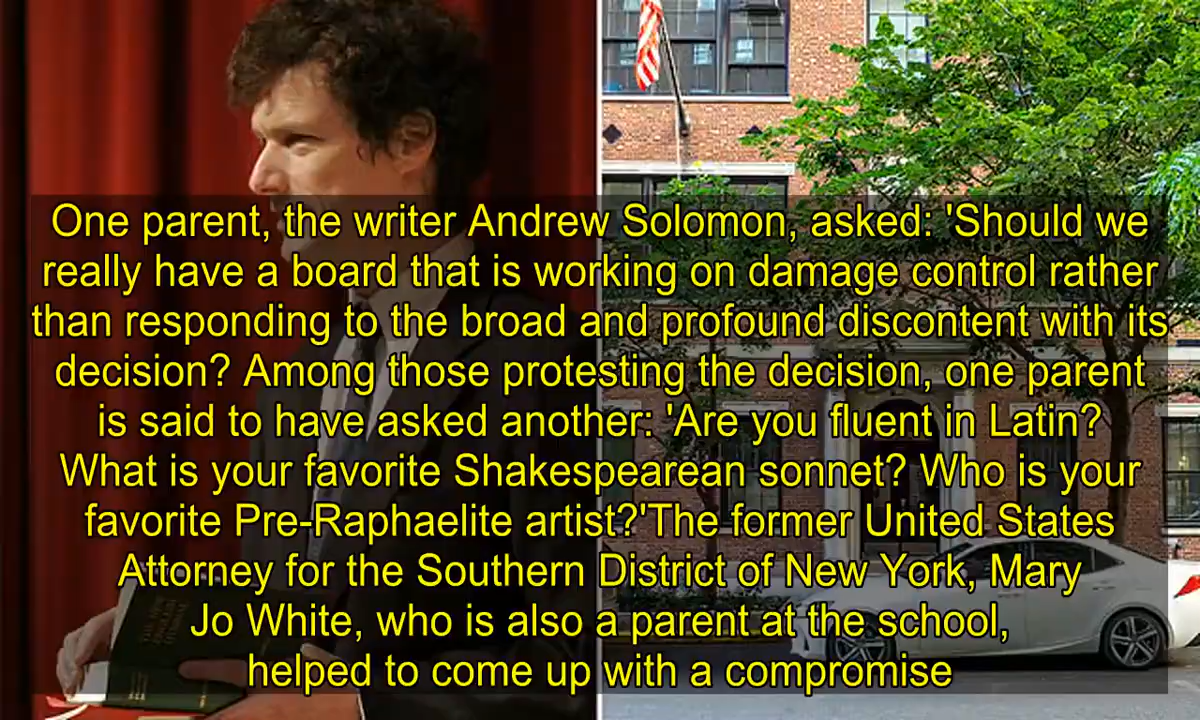 One parent, the writer Andrew Solomon, asked: 'Should we
really have a board that is working on damage control rather
than responding to the broad and profound discontent with its
decision? Among those protesting the decision, one parent
is said to have asked another: 'Are you fluent in Latin?
What is your favorite Shakespearean sonnet? Who is your
favorite Pre-Raphaelite artist?'The former United States
Attorney for the Southern District of New York, Mary
Jo White, who is also a parent at the school,
helped to come up with a compromise